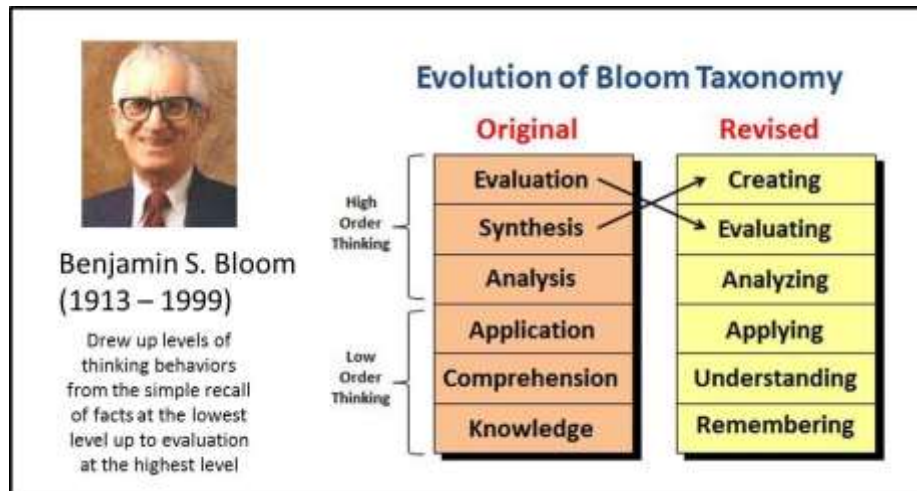 Evolution of Bloom Taxonomy
Original
Revised
High
Order
Thinking
Low
Order
Thinking
Evaluation
Synthesis
Analysis
Application
Comprehension
Knowledge
Creating
Evaluating
Analyzing
Applying
Understanding
Remembering
Benjamin S. Bloom
(1913 – 1999)
Drew up levels of
thinking behaviors
from the simple recall
of facts at the lowest
level up to evaluation
at the highest level